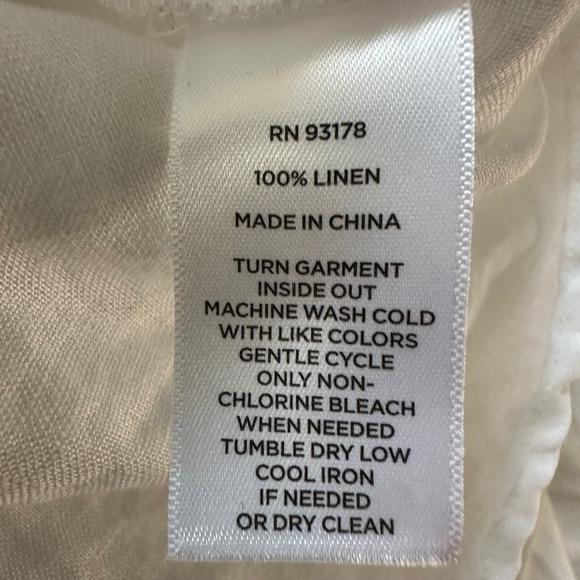 RN 93178
100% LINEN
MADE IN CHINA
TURN GARMENT
INSIDE OUT
MACHINE WASH COLD
WITH LIKE COLORS
GENTLE CYCLE
ONLY NON-
CHLORINE BLEACH
WHEN NEEDED
TUMBLE DRY LOW
COOL IRON
IF NEEDED
OR DRY CLEAN